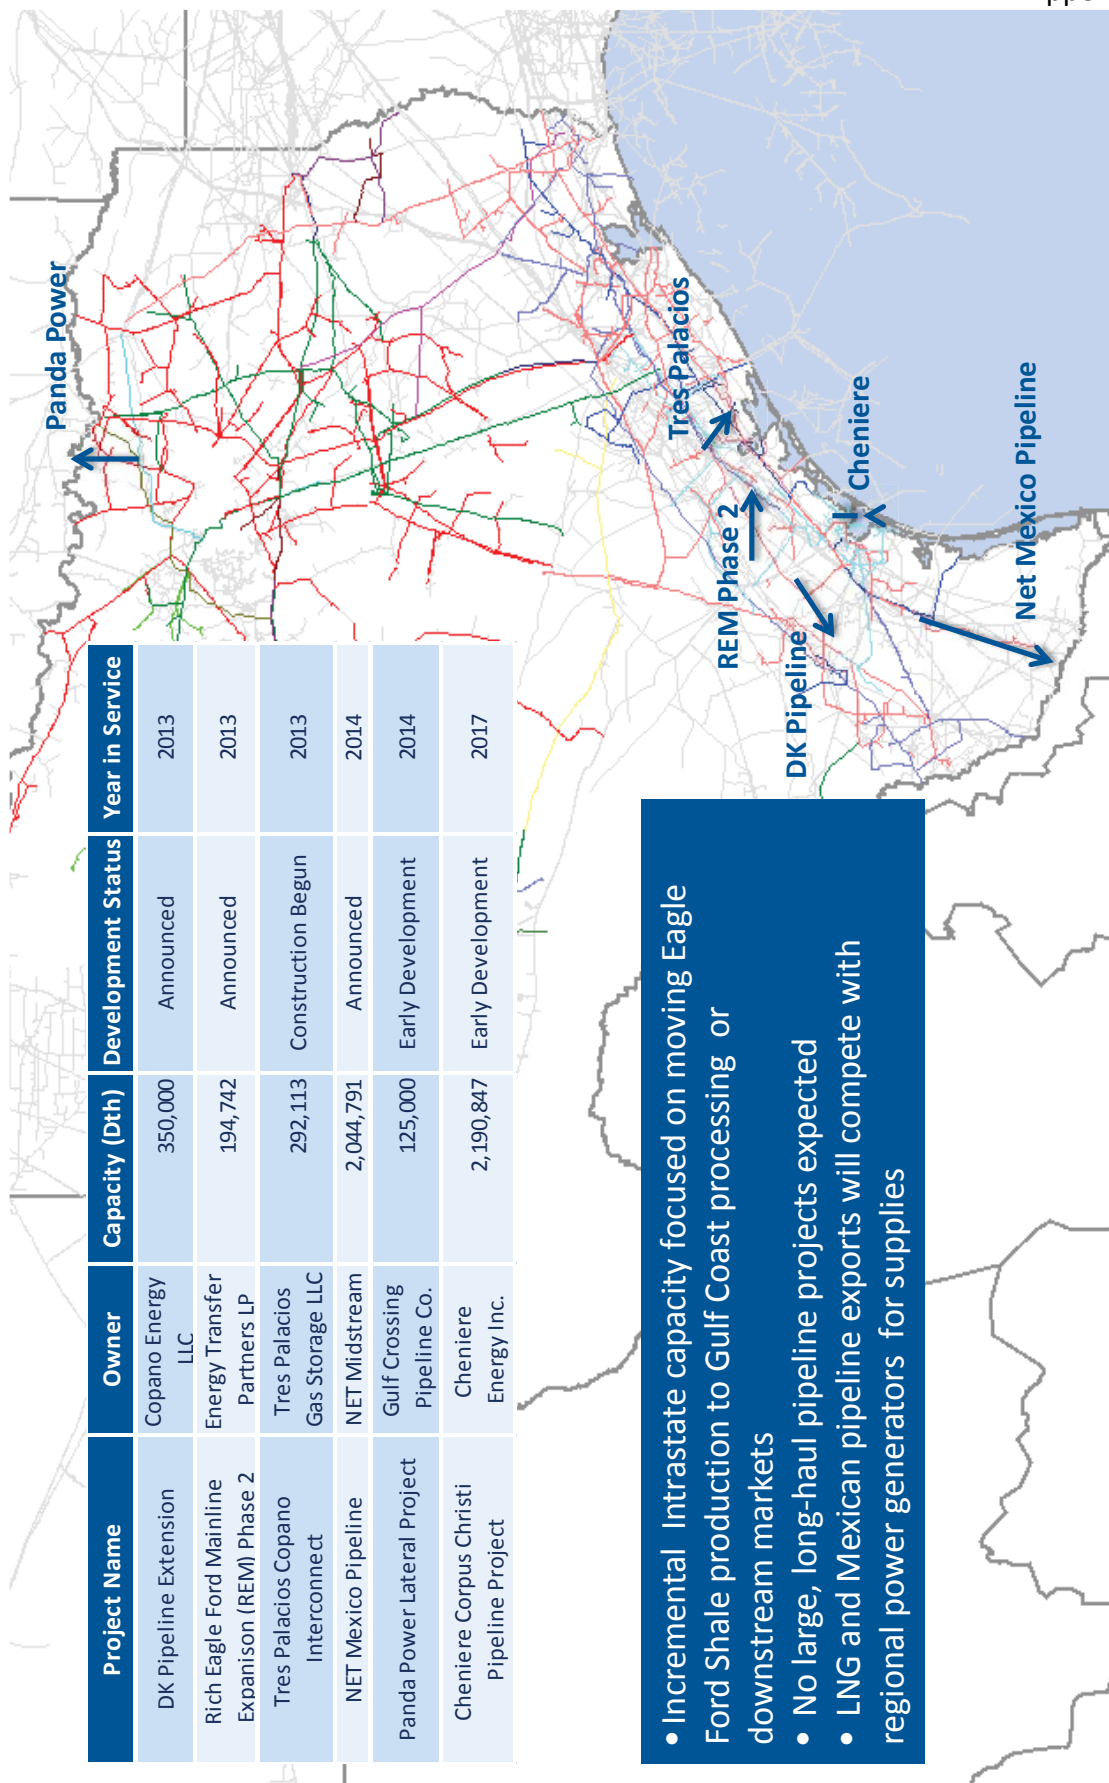 Project Name Owner Capacity (Dth) Development Status Year in Service
DK Pipeline Extension Copano Energy LLC 350,000 Announced 2013
Rich Eagle Ford Mainline Expanison (REM) Phase 2 Energy Transfer Partners LP 194,742 Announced 2013
Tres Palacios Copano Interconnect Tres Palacios Gas Storage LLC 292,113 Construction Begun 2013
NET Mexico Pipeline NET Midstream 2,044,791 Announced 2014
Panda Power Lateral Project Gulf Crossing Pipeline Co. 125,000 Early Development 2014
Cheniere Corpus Christi Pipeline Project Cheniere Energy Inc. 2,190,847 Early Development 2017
Panda Power
Tres Palacios
REM Phase 2
Cheniere
DK Pipeline
Net Mexico Pipeline
• Incremental Intrastate capacity focused on moving Eagle
Ford Shale production to Gulf Coast processing or
downstream markets
• No large, long-haul pipeline projects expected
• LNG and Mexican pipeline exports will compete with
regional power generators for supplies